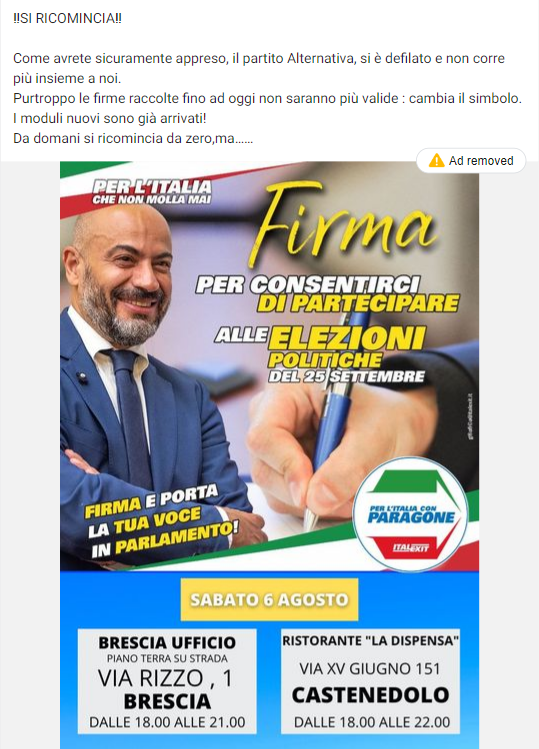 ‼SI RICOMINCIA‼
Come avrete sicuramente appreso, il partito Alternativa, si è defilato e non corre
più insieme a noi.
Purtroppo le firme raccolte fino ad oggi non saranno più valide : cambia il simbolo.
I moduli nuovi sono già arrivati!
Da domani si ricomincia da zero,ma......
Ad removed
PER L'ITALIA
CHE NON MOLLA MAI
Firma
PER CONSENTIRCI
DI PARTECIPARE
ALLE ELEZIONI
POLITICHE
DEL 25 SETTEMBRE
FIRMA E PORTA
LA TUA VOCE
IN PARLAMENTO!
PER L'ITALIA CON
PARAGONE
ITALEXIT
SABATO 6 AGOSTO
BRESCIA UFFICIO
PIANO TERRA SU STRADA
VIA RIZZO , 1
BRESCIA
DALLE 18.00 ALLE 21.00
RISTORANTE "LA DISPENSA"
VIA XV GIUGNO 151
CASTENEDOLO
DALLE 18.00 ALLE 22.00